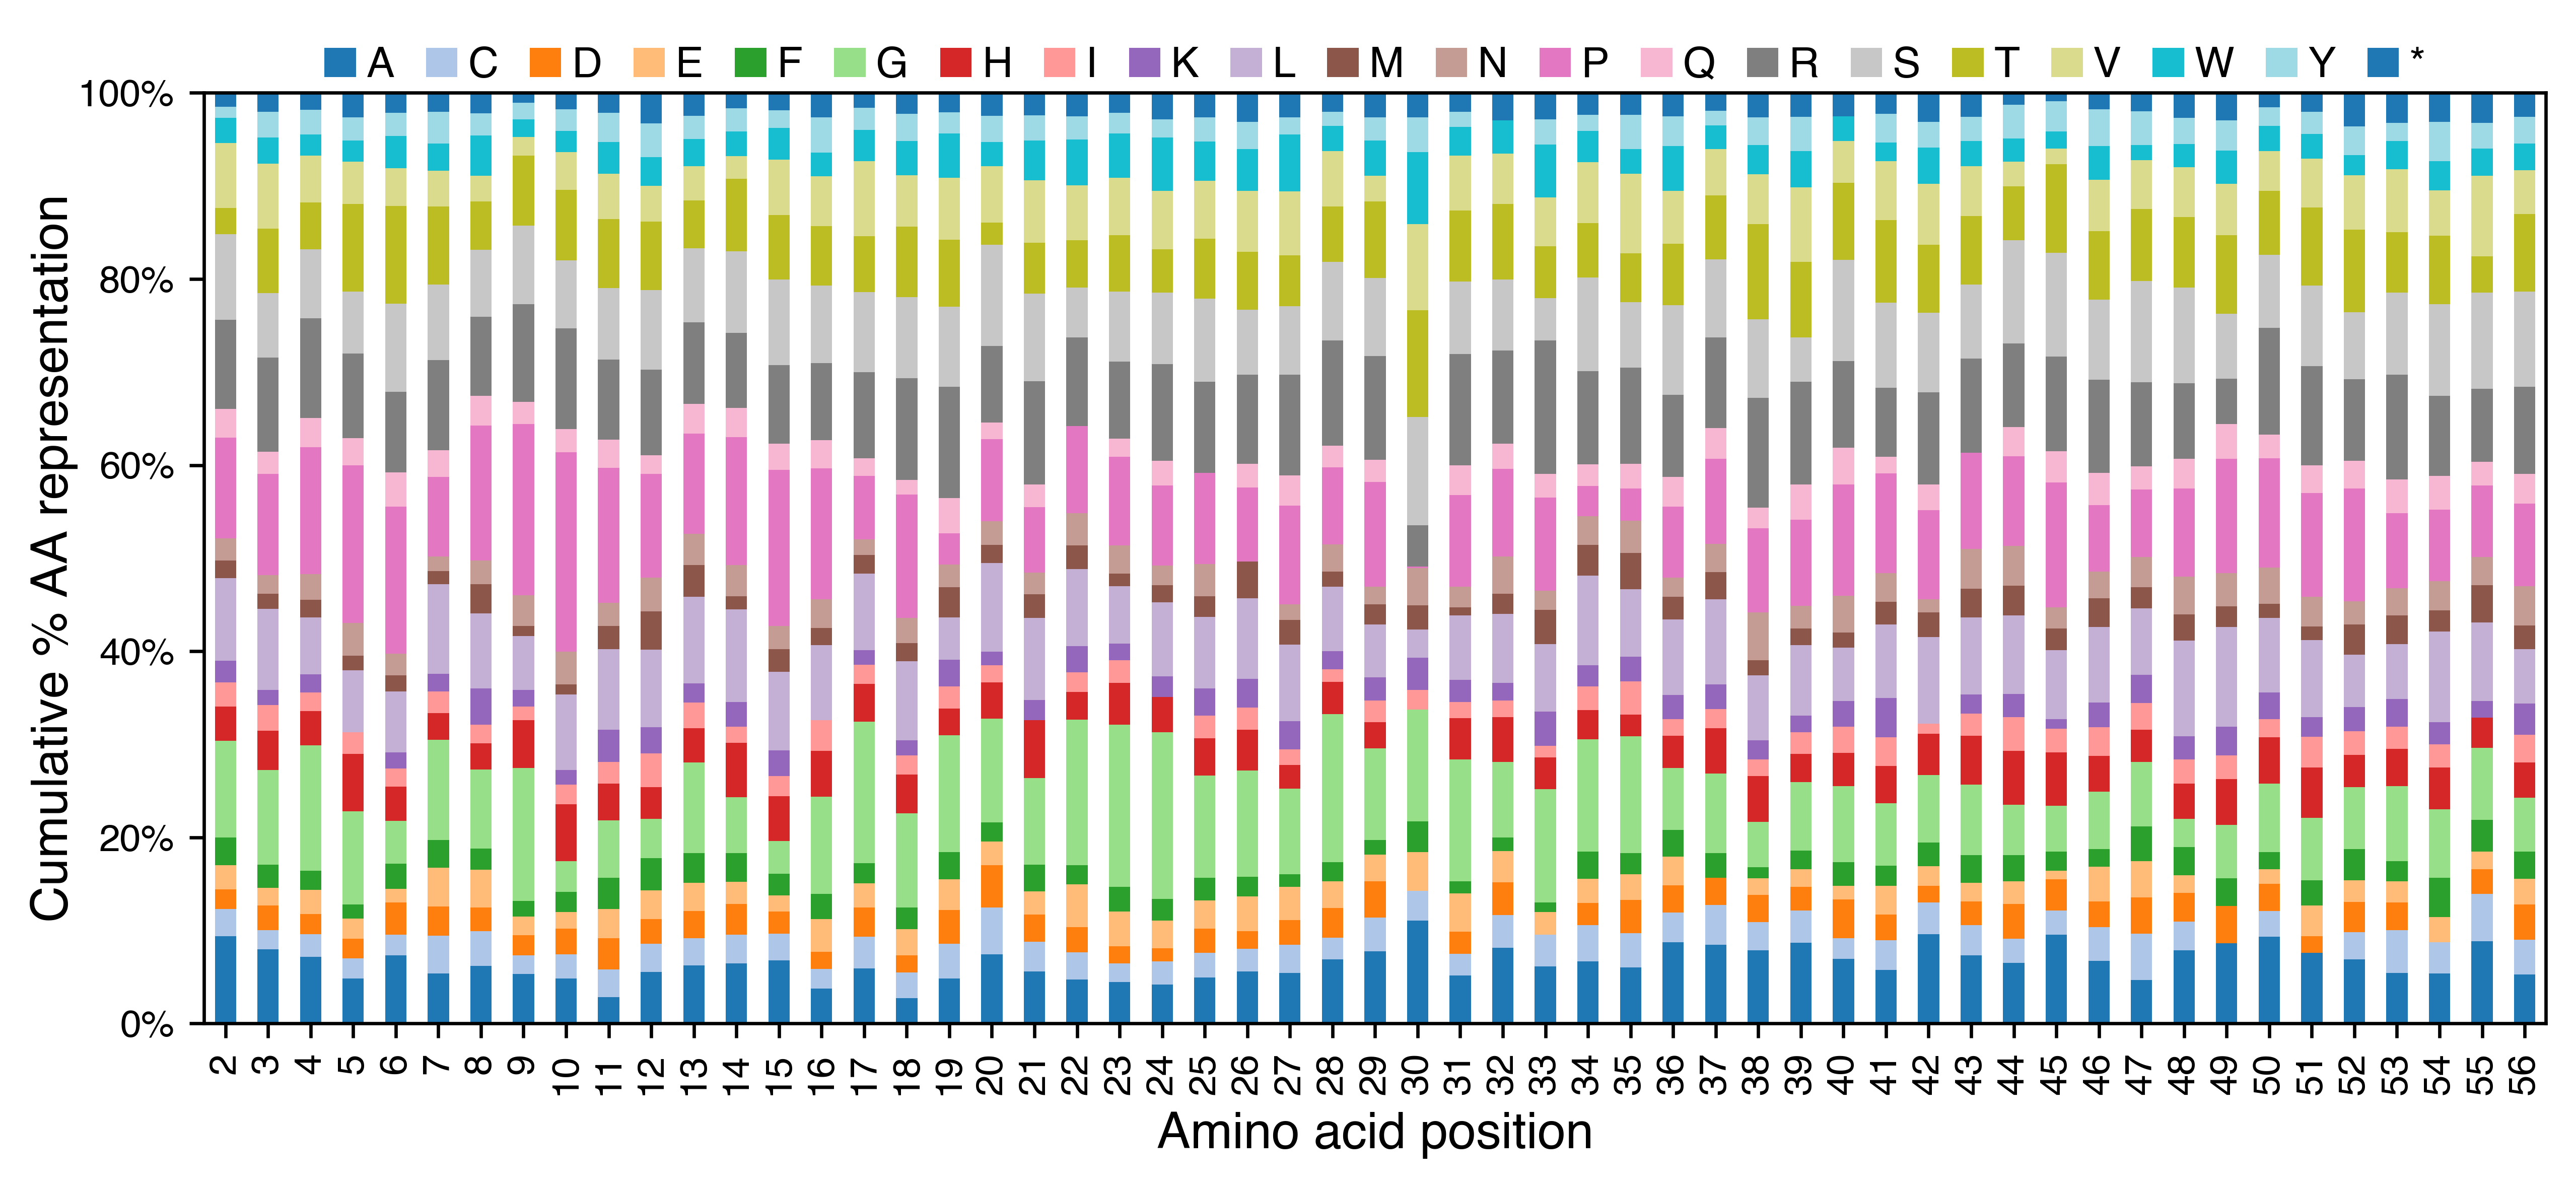 A C D E F G H I K L M N P Q R S T V W Y *
100%
80%
60%
40%
20%
0%
Cumulative % AA representation
2 3 4 5 6 7 8 9 10 11 12 13 14 15 16 17 18 19 20 21 22 23 24 25 26 27 28 29 30 31 32 33 34 35 36 37 38 39 40 41 42 43 44 45 46 47 48 49 50 51 52 53 54 55 56
Amino acid position